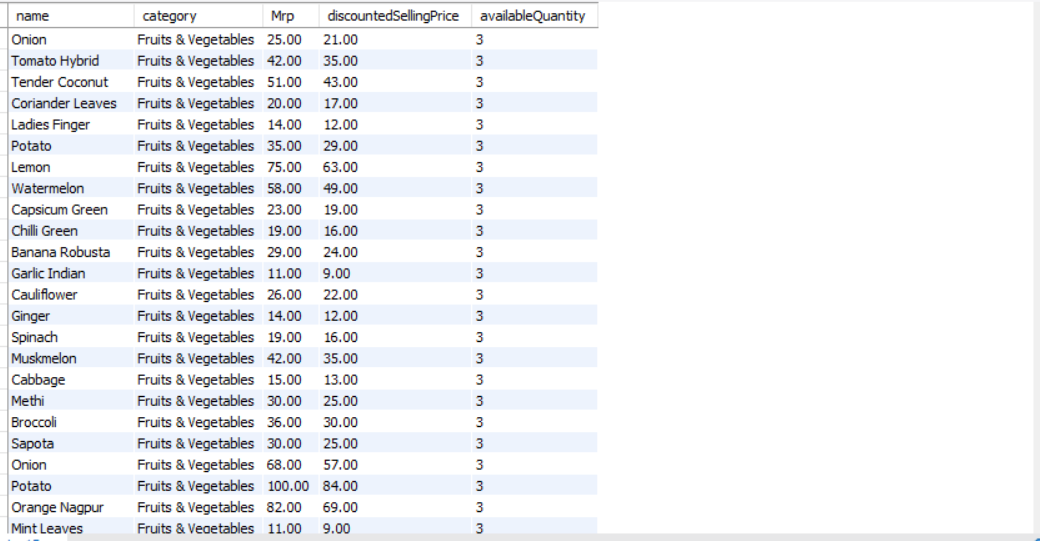 name category Mrp discountedSellingPrice availableQuantity
Onion Fruits & Vegetables 25.00 21.00 3
Tomato Hybrid Fruits & Vegetables 42.00 35.00 3
Tender Coconut Fruits & Vegetables 51.00 43.00 3
Coriander Leaves Fruits & Vegetables 20.00 17.00 3
Ladies Finger Fruits & Vegetables 14.00 12.00 3
Potato Fruits & Vegetables 35.00 29.00 3
Lemon Fruits & Vegetables 75.00 63.00 3
Watermelon Fruits & Vegetables 58.00 49.00 3
Capsicum Green Fruits & Vegetables 23.00 19.00 3
Chilli Green Fruits & Vegetables 19.00 16.00 3
Banana Robusta Fruits & Vegetables 29.00 24.00 3
Garlic Indian Fruits & Vegetables 11.00 9.00 3
Cauliflower Fruits & Vegetables 26.00 22.00 3
Ginger Fruits & Vegetables 14.00 12.00 3
Spinach Fruits & Vegetables 19.00 16.00 3
Muskmelon Fruits & Vegetables 42.00 35.00 3
Cabbage Fruits & Vegetables 15.00 13.00 3
Methi Fruits & Vegetables 30.00 25.00 3
Broccoli Fruits & Vegetables 36.00 30.00 3
Sapota Fruits & Vegetables 30.00 25.00 3
Onion Fruits & Vegetables 68.00 57.00 3
Potato Fruits & Vegetables 100.00 84.00 3
Orange Nagpur Fruits & Vegetables 82.00 69.00 3
Mint Leaves Fruits & Vegetables 11.00 9.00 3